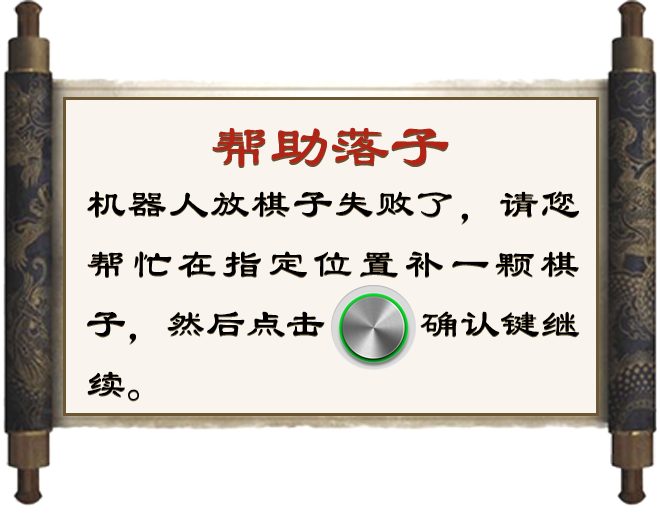 帮助落子
机器人放棋子失败了，请您
帮忙在指定位置补一颗棋
子，然后点击 确认键继
续。